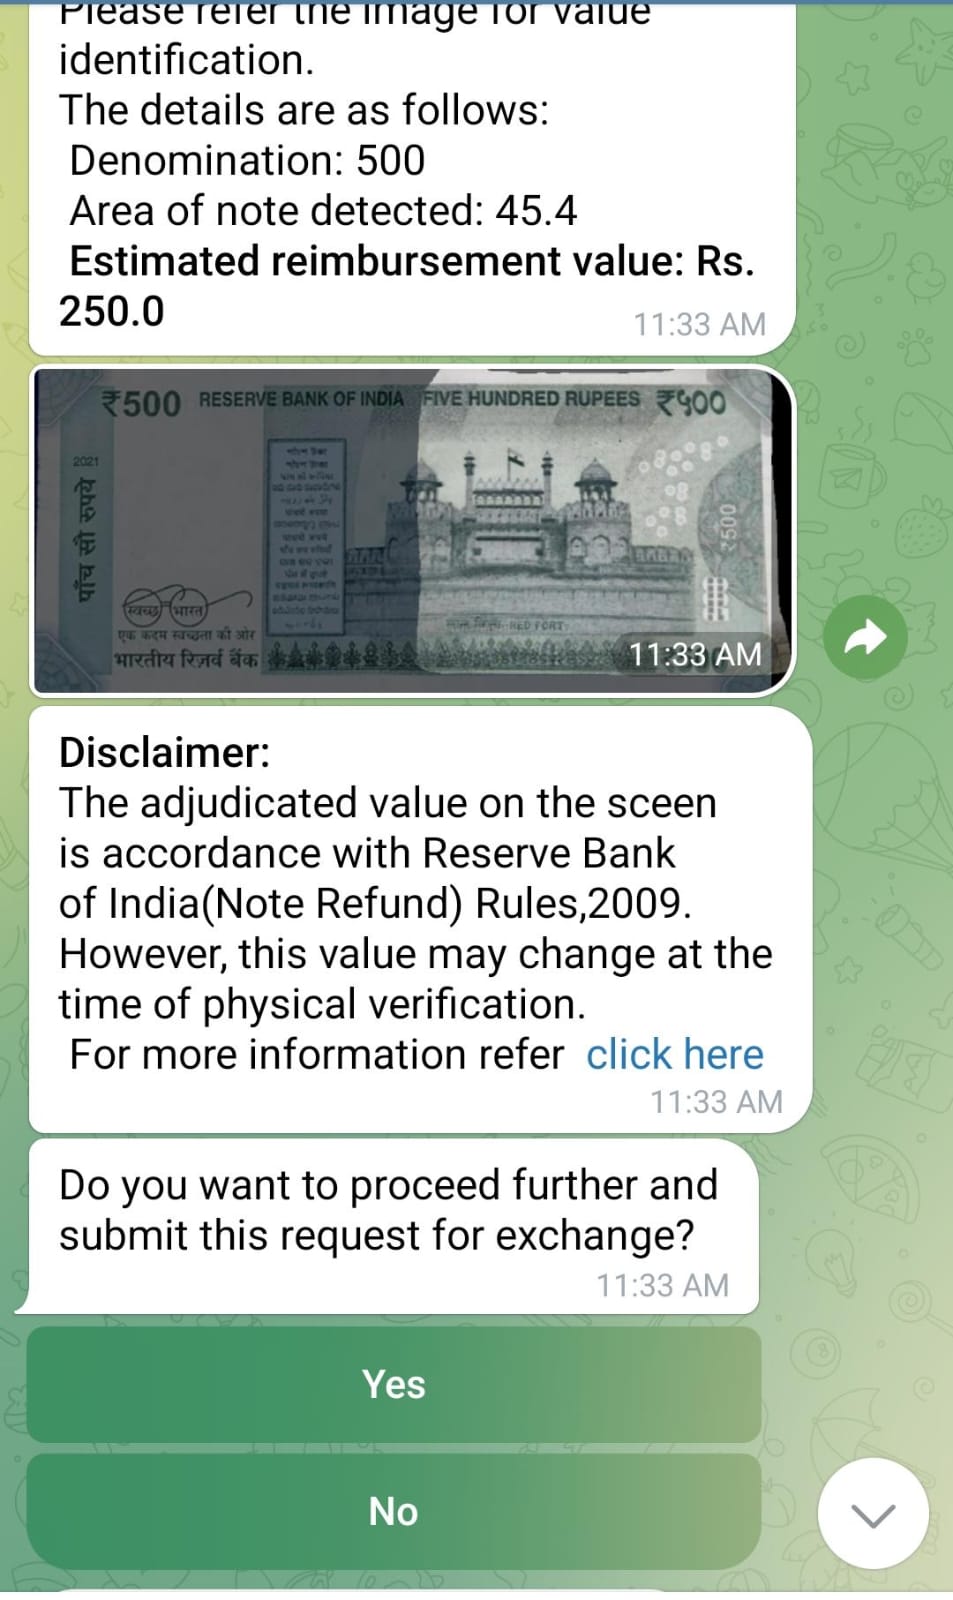 Please refer the image for value
identification.
The details are as follows:
Denomination: 500
Area of note detected: 45.4
Estimated reimbursement value: Rs.
250.0
11:33 AM
₹500 RESERVE BANK OF INDIA FIVE HUNDRED RUPEES ₹५००
2021
पाँच सौ रुपये
₹500
स्वच्छ भारत
एक कदम स्वच्छता की ओर
भारतीय रिज़र्व बैंक
RED FORT
11:33 AM
Disclaimer:
The adjudicated value on the sceen
is accordance with Reserve Bank
of India(Note Refund) Rules,2009.
However, this value may change at the
time of physical verification.
For more information refer click here
11:33 AM
Do you want to proceed further and
submit this request for exchange?
11:33 AM
Yes
No